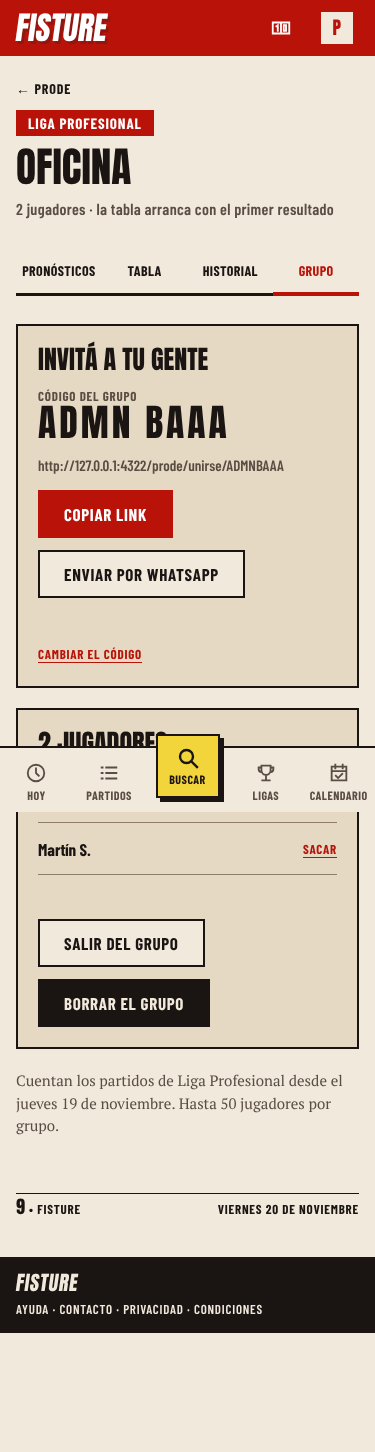 FISTURE
P
← PRODE
LIGA PROFESIONAL
OFICINA
2 jugadores · la tabla arranca con el primer resultado
PRONÓSTICOS TABLA HISTORIAL GRUPO
INVITÁ A TU GENTE
CÓDIGO DEL GRUPO
ADMN BAAA
http://127.0.0.1:4322/prode/unirse/ADMNBAAA
COPIAR LINK
ENVIAR POR WHATSAPP
CAMBIAR EL CÓDIGO
2 JUGADORES
HOY PARTIDOS BUSCAR LIGAS CALENDARIO
Martín S. SACAR
SALIR DEL GRUPO
BORRAR EL GRUPO
Cuentan los partidos de Liga Profesional desde el
jueves 19 de noviembre. Hasta 50 jugadores por
grupo.
9 • FISTURE VIERNES 20 DE NOVIEMBRE
FISTURE
AYUDA · CONTACTO · PRIVACIDAD · CONDICIONES